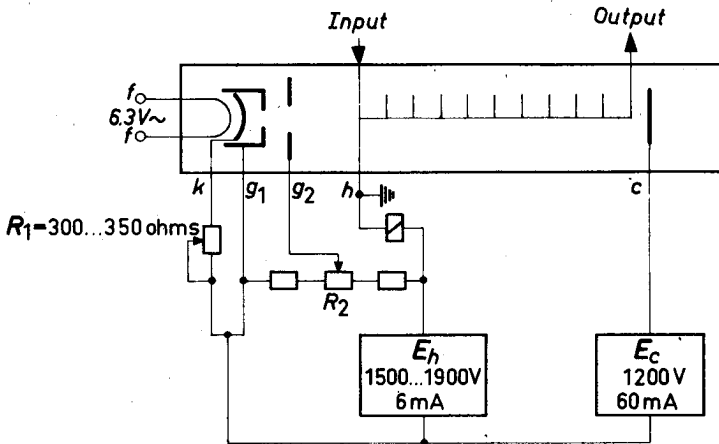 Input
Output
f
6.3V~
f
k
g1
g2
h
c
R1=300...350 ohms
R2
Eh
1500...1900V
6mA
Ec
1200V
60mA